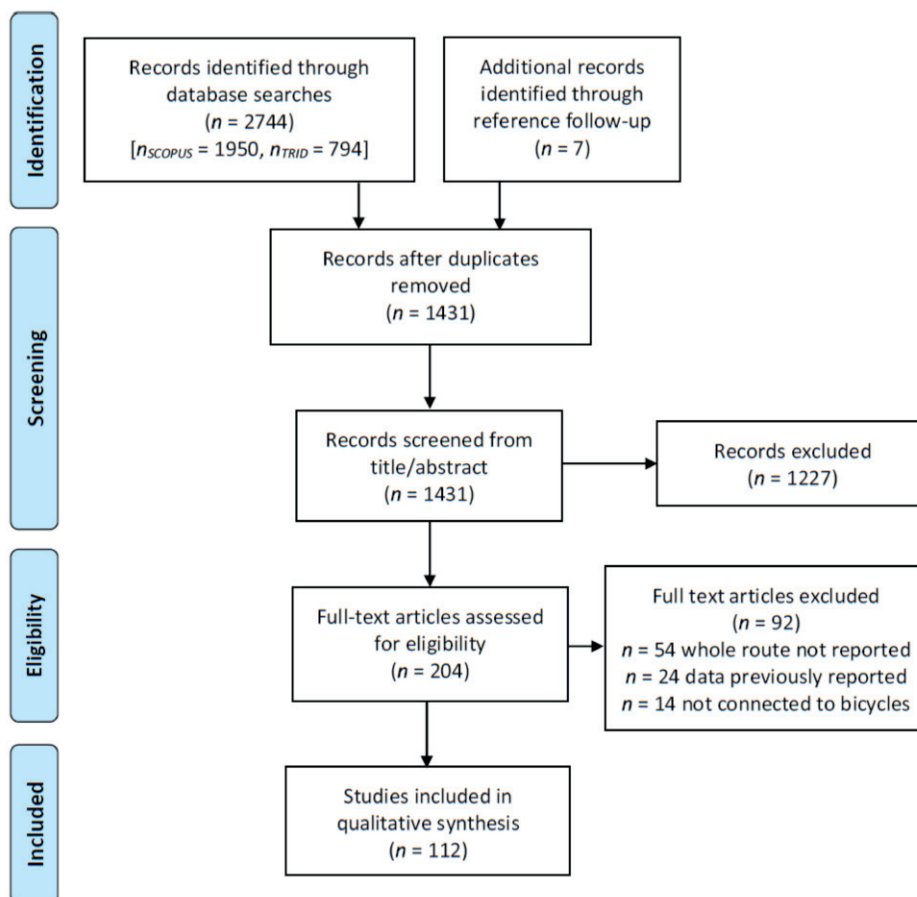 Identification
Records identified through
database searches
(n = 2744)
[nSCOPUS = 1950, nTRID = 794]
Additional records
identified through
reference follow-up
(n = 7)
Screening
Records after duplicates
removed
(n = 1431)
Records screened from
title/abstract
(n = 1431)
Records excluded
(n = 1227)
Eligibility
Full-text articles assessed
for eligibility
(n = 204)
Full text articles excluded
(n = 92)
n = 54 whole route not reported
n = 24 data previously reported
n = 14 not connected to bicycles
Included
Studies included in
qualitative synthesis
(n = 112)